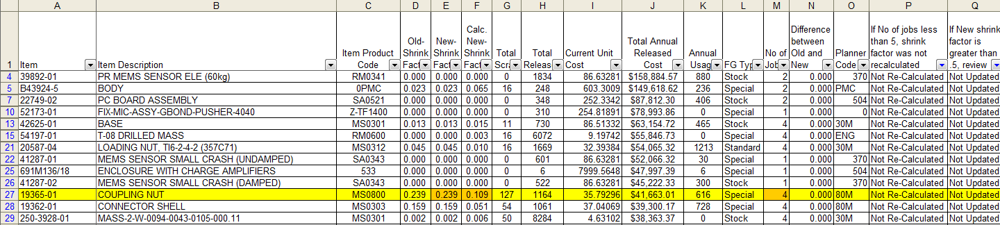 A B C D E F G H I J K L M N O P Q
1 Item Item Description Item Product Code Old-Shrink Fact New-Shrink Fact Calc. New-Shrink Fact Total Scra Total Releas Current Unit Cost Total Annual Released Cost Annual Usag FG Typ No of Job Difference between Old and New Planner Code If No of jobs less than 5, shrink factor was not recalculated If New shrink factor is greater than .5, review
4 39892-01 PR MEMS SENSOR ELE (60kg) RM0341 0.000 0.000 0.000 0 1834 86.63281 $158,884.57 880 Stock 2 0.000 370 Not Re-Calculated Not Updated
5 B43924-5 BODY 0PMC 0.023 0.023 0.065 16 248 603.3009 $149,618.62 236 Special 2 0.000 PMC Not Re-Calculated Not Updated
7 22749-02 PC BOARD ASSEMBLY SA0521 0.000 0.000 0.000 0 348 252.3342 $87,812.30 406 Stock 2 0.000 504 Not Re-Calculated Not Updated
10 52173-01 FIX-MIC-ASSY-GBOND-PUSHER-4040 Z-TF1400 0.000 0.000 0.000 0 310 254.81891 $78,993.86 0 Special 1 0.000 0 Not Re-Calculated Not Updated
13 42625-01 BASE MS0301 0.013 0.013 0.015 11 730 86.51332 $63,154.72 465 Stock 4 0.000 30M Not Re-Calculated Not Updated
15 54197-01 T-08 DRILLED MASS RM0600 0.000 0.000 0.003 16 6072 9.19742 $55,846.73 0 Special 4 0.000 ENG Not Re-Calculated Not Updated
21 20587-04 LOADING NUT, TI6-2-4-2 (357C71) MS0312 0.045 0.045 0.010 16 1669 32.39384 $54,065.32 1213 Standard 4 0.000 30M Not Re-Calculated Not Updated
22 41287-01 MEMS SENSOR SMALL CRASH (UNDAMPED) SA0343 0.000 0.000 0.000 0 601 86.63281 $52,066.32 30 Special 1 0.000 370 Not Re-Calculated Not Updated
25 691M136/18 ENCLOSURE WITH CHARGE AMPLIFIERS 533 0.000 0.000 0.000 0 6 7999.5648 $47,997.39 6 Special 1 0.000 504 Not Re-Calculated Not Updated
26 41287-02 MEMS SENSOR SMALL CRASH (DAMPED) SA0343 0.000 0.000 0.000 0 522 86.63281 $45,222.33 300 Stock 1 0.000 370 Not Re-Calculated Not Updated
27 19365-01 COUPLING NUT MS0800 0.239 0.239 0.109 127 1164 35.79296 $41,663.01 616 Special 4 0.000 80M Not Re-Calculated Not Updated
28 19362-01 CONNECTOR SHELL MS0303 0.159 0.159 0.051 54 1061 37.04069 $39,300.17 728 Special 4 0.000 80M Not Re-Calculated Not Updated
29 250-3928-01 MASS-2-W-0094-0043-0105-000.11 MS0301 0.002 0.002 0.006 50 8284 4.63102 $38,363.37 0 Stock 4 0.000 30M Not Re-Calculated Not Updated